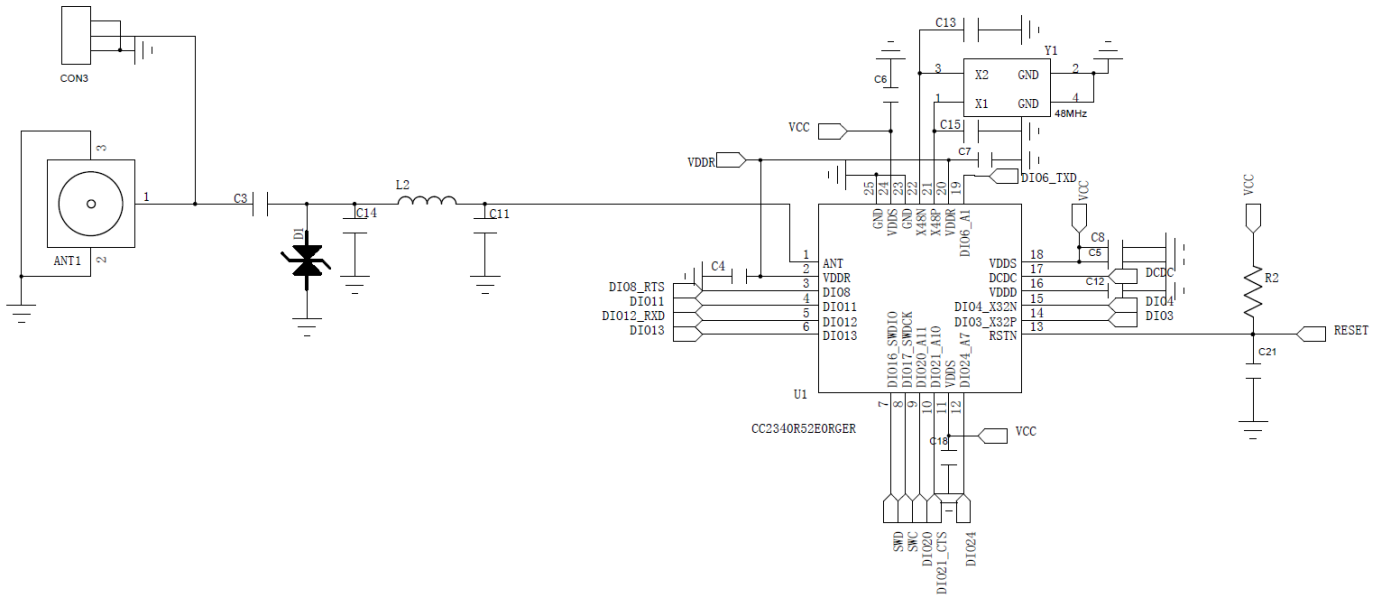 CON3
ANT1
3
1
2
C3
D1
C14
L2
C11
C13
Y1
C6
3
X2
GND
2
1
X1
GND
4
48MHz
VCC
C15
VDDR
C7
DIO6_TXD
25
24
23
22
21
20
19
GND
VDDS
GND
X48N
X48P
VDDR
DIO6_A1
VCC
VCC
C8
C5
C4
1
ANT
2
VDDR
DIO8_RTS
3
DIO8
DIO11
4
DIO11
DIO12_RXD
5
DIO12
DIO13
6
DIO13
VDDS
18
DCDC
17
DCDC
VDDD
16
C12
DIO4_X32N
15
DIO4
DIO3_X32P
14
DIO3
RSTN
13
R2
RESET
C21
DIO16_SWDIO
DIO17_SWDCK
DIO20_A11
DIO21_A10
VDDS
DIO24_A7
U1
7
8
9
10
11
12
CC2340R52E0RGER
C18
VCC
SWD
SWC
DIO20
DIO21_CTS
DIO24